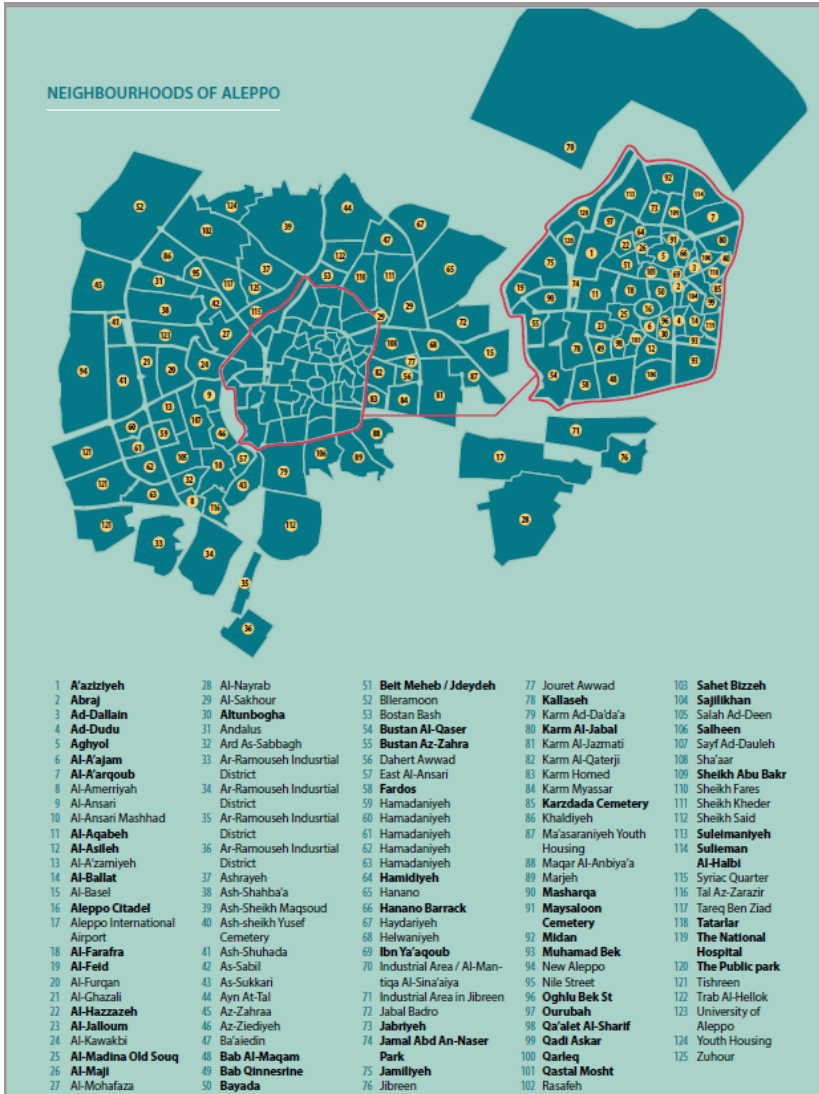 NEIGHBOURHOODS OF ALEPPO
1 A'aziziyeh
2 Abraj
3 Ad-Dallain
4 Ad-Dudu
5 Aghyol
6 Al-A'ajam
7 Al-A'arqoub
8 Al-Amerriyah
9 Al-Ansari
10 Al-Ansari Mashhad
11 Al-Aqabeh
12 Al-Asileh
13 Al-A'zamiyeh
14 Al-Ballat
15 Al-Basel
16 Aleppo Citadel
17 Aleppo International
Airport
18 Al-Farafra
19 Al-Feid
20 Al-Furqan
21 Al-Ghazali
22 Al-Hazzazeh
23 Al-Jalloum
24 Al-Kawakbi
25 Al-Madina Old Souq
26 Al-Maji
27 Al-Mohafaza
28 Al-Nayrab
29 Al-Sakhour
30 Altunbogha
31 Andalus
32 Ard As-Sabbagh
33 Ar-Ramouseh Indusrtial
District
34 Ar-Ramouseh Indusrtial
District
35 Ar-Ramouseh Indusrtial
District
36 Ar-Ramouseh Indusrtial
District
37 Ashrayeh
38 Ash-Shahba'a
39 Ash-Sheikh Maqsoud
40 Ash-sheikh Yusef
Cemetery
41 Ash-Shuhada
42 As-Sabil
43 As-Sukkari
44 Ayn At-Tal
45 Az-Zahraa
46 Az-Ziediyeh
47 Ba'aiedin
48 Bab Al-Maqam
49 Bab Qinnesrine
50 Bayada
51 Beit Meheb / Jdeydeh
52 Blleramoon
53 Bostan Bash
54 Bustan Al-Qaser
55 Bustan Az-Zahra
56 Dahert Awwad
57 East Al-Ansari
58 Fardos
59 Hamadaniyeh
60 Hamadaniyeh
61 Hamadaniyeh
62 Hamadaniyeh
63 Hamadaniyeh
64 Hamidiyeh
65 Hanano
66 Hanano Barrack
67 Haydariyeh
68 Helwaniyeh
69 Ibn Ya'aqoub
70 Industrial Area / Al-Man-
tiqa Al-Sina'aiya
71 Industrial Area in Jibreen
72 Jabal Badro
73 Jabriyeh
74 Jamal Abd An-Naser
Park
75 Jamiliyeh
76 Jibreen
77 Jouret Awwad
78 Kallaseh
79 Karm Ad-Da'da'a
80 Karm Al-Jabal
81 Karm Al-Jazmati
82 Karm Al-Qaterji
83 Karm Homed
84 Karm Myassar
85 Karzdada Cemetery
86 Khaldiyeh
87 Ma'asaraniyeh Youth
Housing
88 Maqar Al-Anbiya'a
89 Marjeh
90 Masharqa
91 Maysaloon
Cemetery
92 Midan
93 Muhamad Bek
94 New Aleppo
95 Nile Street
96 Oghlu Bek St
97 Ourubah
98 Qa'alet Al-Sharif
99 Qadi Askar
100 Qarleq
101 Qastal Mosht
102 Rasafeh
103 Sahet Bizzeh
104 Sajilikhan
105 Salah Ad-Deen
106 Salheen
107 Sayf Ad-Dauleh
108 Sha'aar
109 Sheikh Abu Bakr
110 Sheikh Fares
111 Sheikh Kheder
112 Sheikh Said
113 Suleimaniyeh
114 Sulieman
Al-Halbi
115 Syriac Quarter
116 Tal Az-Zarazir
117 Tareq Ben Ziad
118 Tatarlar
119 The National
Hospital
120 The Public park
121 Tishreen
122 Trab Al-Hellok
123 University of
Aleppo
124 Youth Housing
125 Zuhour